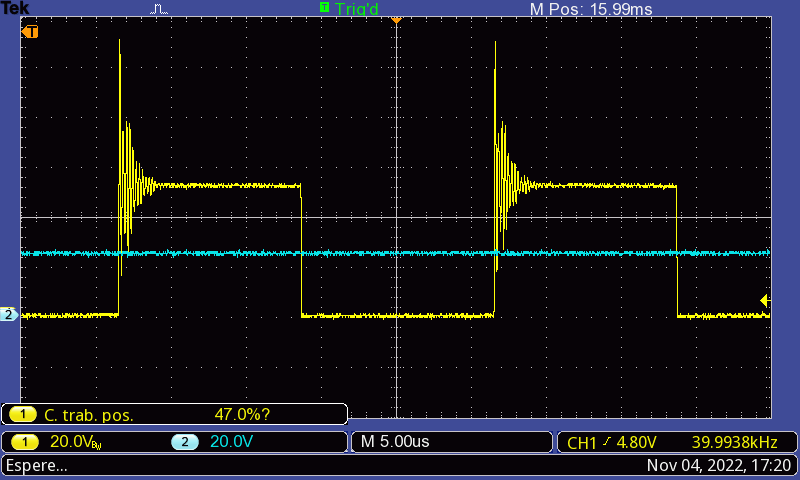 Tek T Trig'd M Pos: 15.99ms
T
2
1 C. trab. pos. 47.0%?
1 20.0VBW 2 20.0V M 5.00us CH1 4.80V 39.9938kHz
Espere... Nov 04, 2022, 17:20